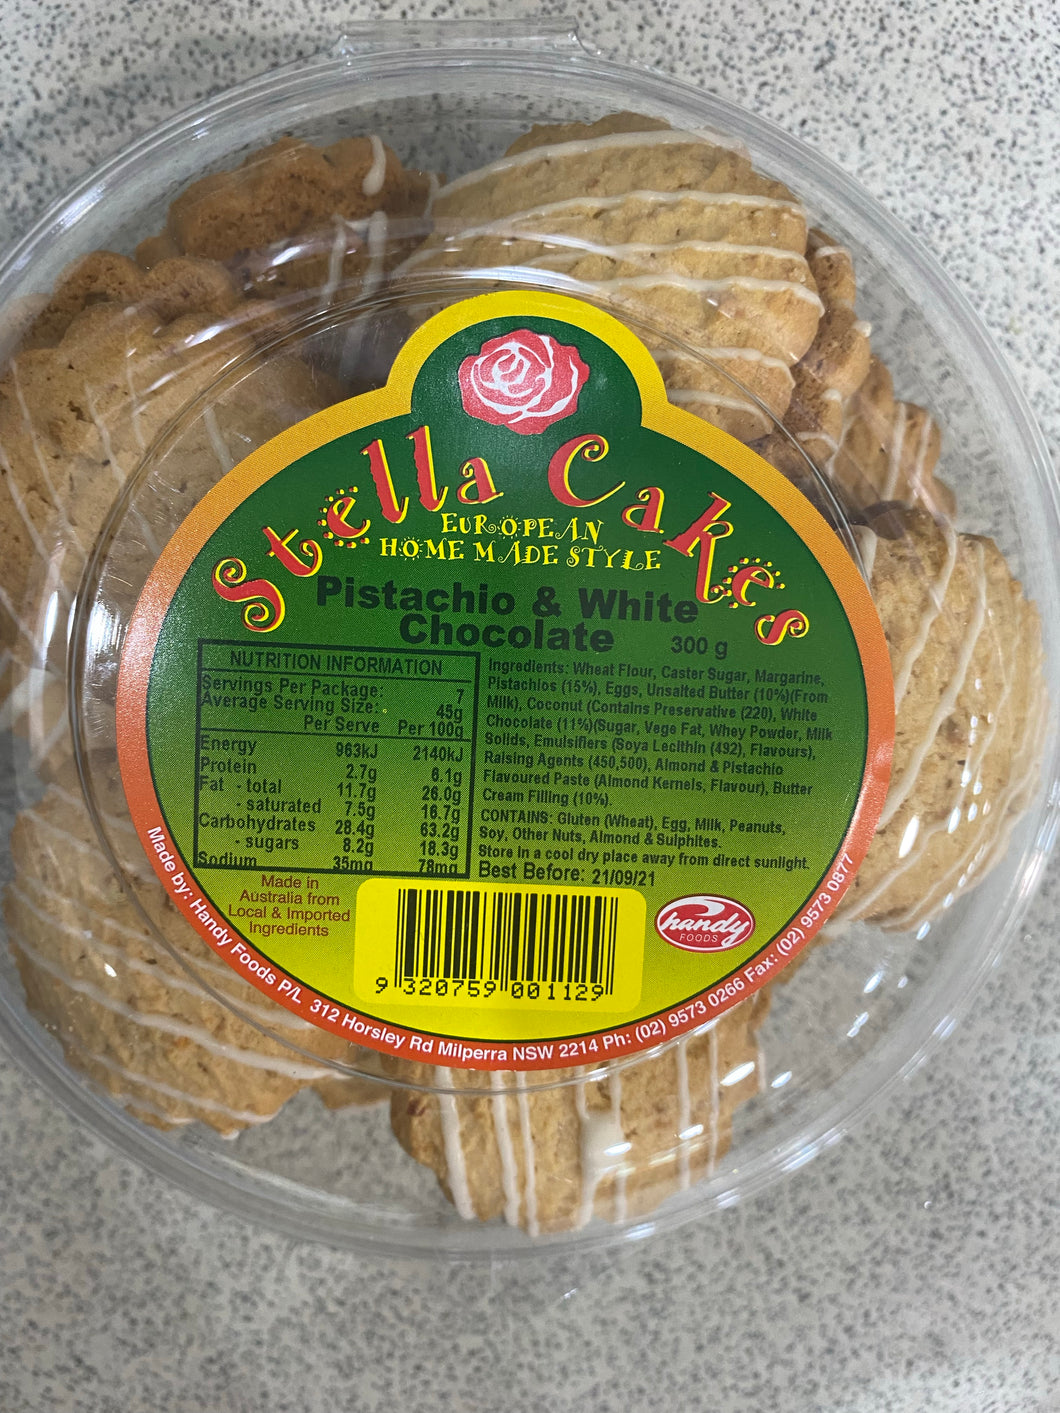 Stella Cakes
EUROPEAN
HOME MADE STYLE
Pistachio & White
Chocolate 300 g
NUTRITION INFORMATION
Servings Per Package: 7
Average Serving Size: 45g
Per Serve Per 100g
Energy 963kJ 2140kJ
Protein 2.7g 6.1g
Fat - total 11.7g 26.0g
- saturated 7.5g 16.7g
Carbohydrates 28.4g 63.2g
- sugars 8.2g 18.3g
Sodium 35mg 78mg
Ingredients: Wheat Flour, Caster Sugar, Margarine,
Pistachios (15%), Eggs, Unsalted Butter (10%)(From
Milk), Coconut (Contains Preservative (220), White
Chocolate (11%)(Sugar, Vege Fat, Whey Powder, Milk
Solids, Emulsifiers (Soya Lecithin (492), Flavours),
Raising Agents (450,500), Almond & Pistachio
Flavoured Paste (Almond Kernels, Flavour), Butter
Cream Filling (10%).
CONTAINS: Gluten (Wheat), Egg, Milk, Peanuts,
Soy, Other Nuts, Almond & Sulphites.
Store in a cool dry place away from direct sunlight.
Best Before: 21/09/21
Made in
Australia from
Local & Imported
Ingredients
9 320759 001129
handy
FOODS
Made by: Handy Foods P/L 312 Horsley Rd Milperra NSW 2214 Ph: (02) 9573 0266 Fax: (02) 9573 0877